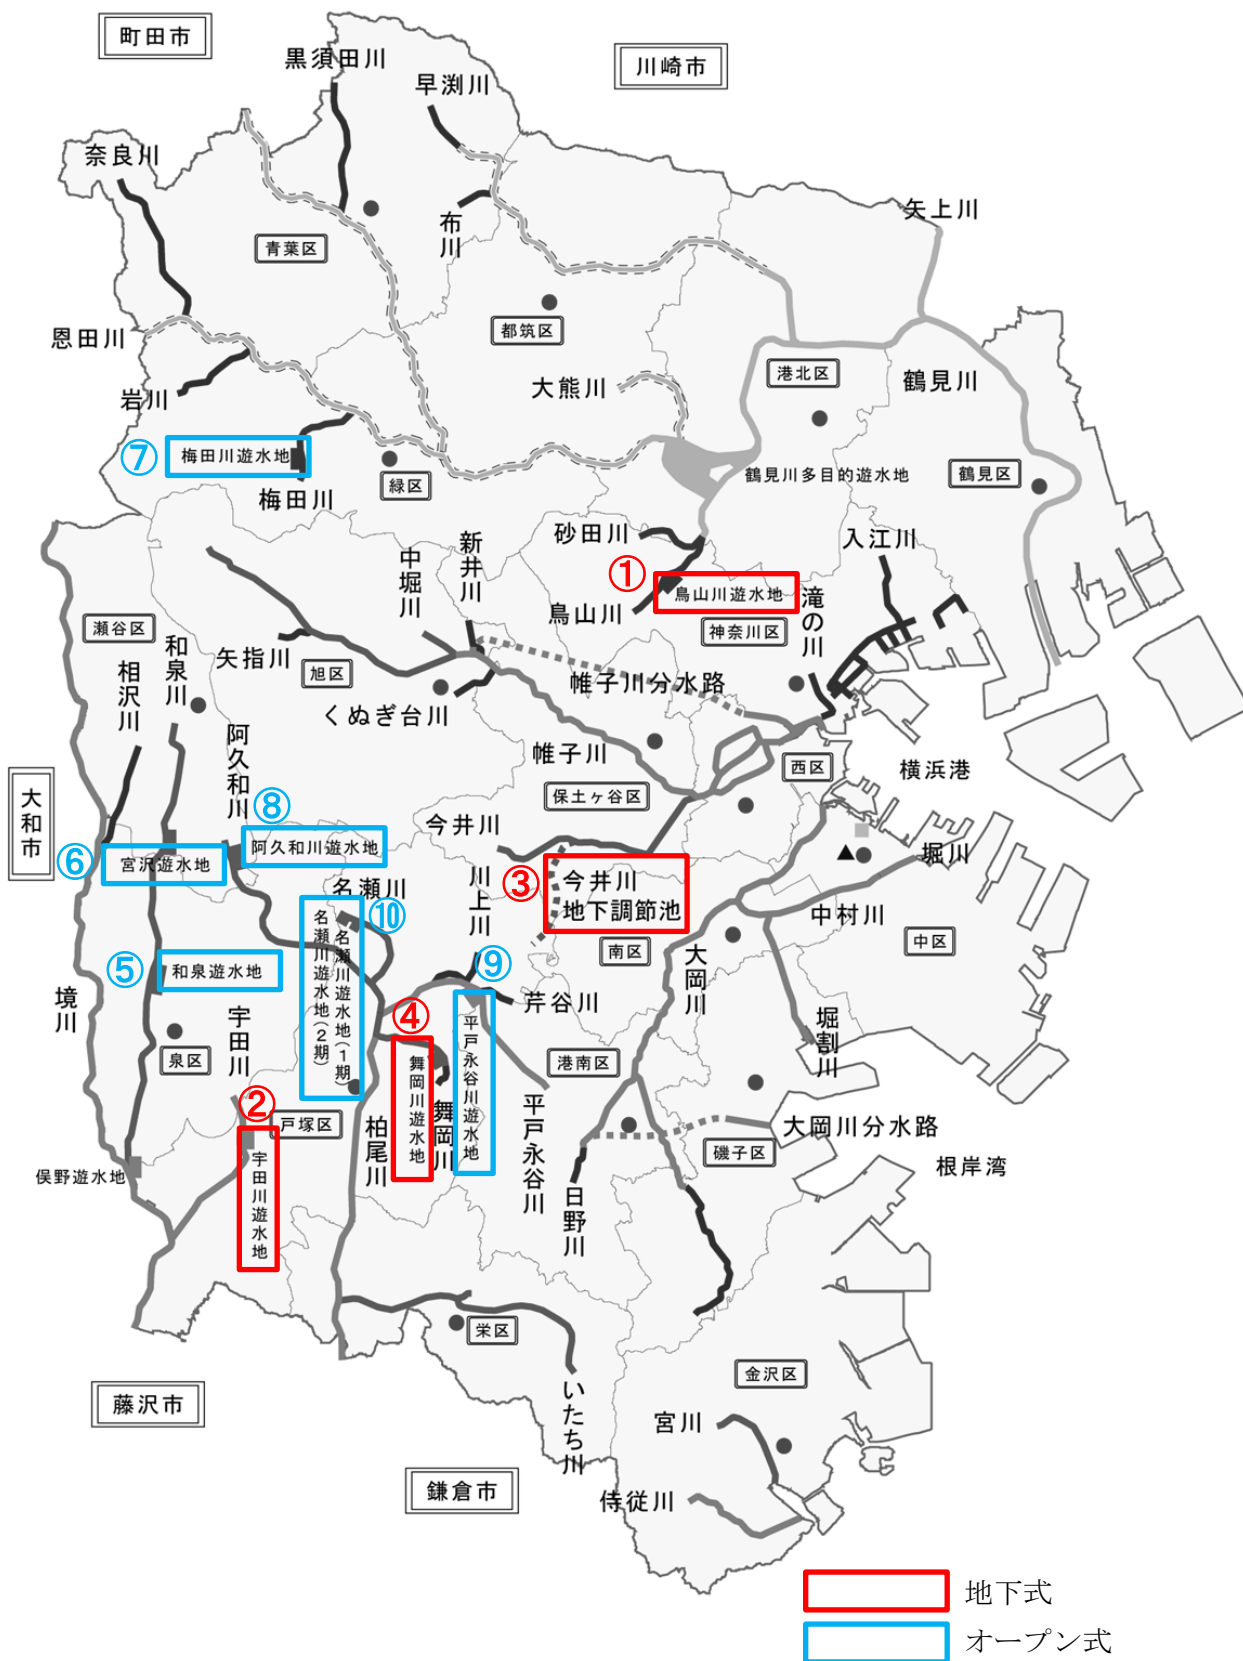 町田市
川崎市
黒須田川
早渕川
奈良川
布川
矢上川
青葉区
都筑区
恩田川
岩川
大熊川
港北区
鶴見川
⑦
梅田川遊水地
梅田川
緑区
鶴見川多目的遊水地
鶴見区
砂田川
入江川
新井川
中堀川
①
鳥山川遊水地
鳥山川
神奈川区
滝の川
瀬谷区
和泉川
相沢川
矢指川
旭区
くぬぎ台川
帷子川分水路
阿久和川
帷子川
西区
横浜港
保土ヶ谷区
大和市
⑧
阿久和川遊水地
⑥
宮沢遊水地
今井川
川上川
③
今井川
地下調節池
堀川
名瀬川
⑩
名瀬川遊水地(1期)
名瀬川遊水地(2期)
中村川
中区
南区
大岡川
⑤
和泉遊水地
⑨
芹谷川
境川
宇田川
泉区
④
舞岡川遊水地
平戸永谷川遊水地
港南区
堀割川
②
戸塚区
柏尾川
舞岡川
平戸永谷川
大岡川分水路
磯子区
根岸湾
俣野遊水地
宇田川遊水地
日野川
栄区
金沢区
藤沢市
いたち川
宮川
鎌倉市
侍従川
地下式
オープン式